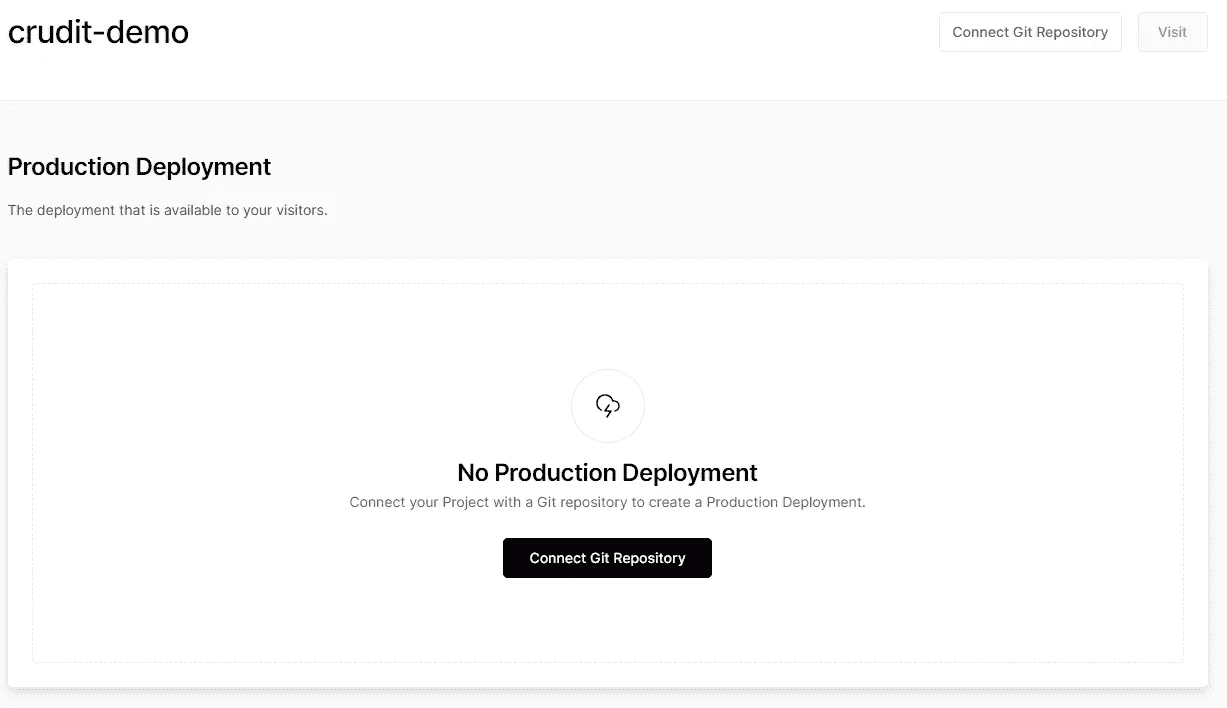 crudit-demo
Connect Git Repository
Visit
Production Deployment
The deployment that is available to your visitors.
No Production Deployment
Connect your Project with a Git repository to create a Production Deployment.
Connect Git Repository